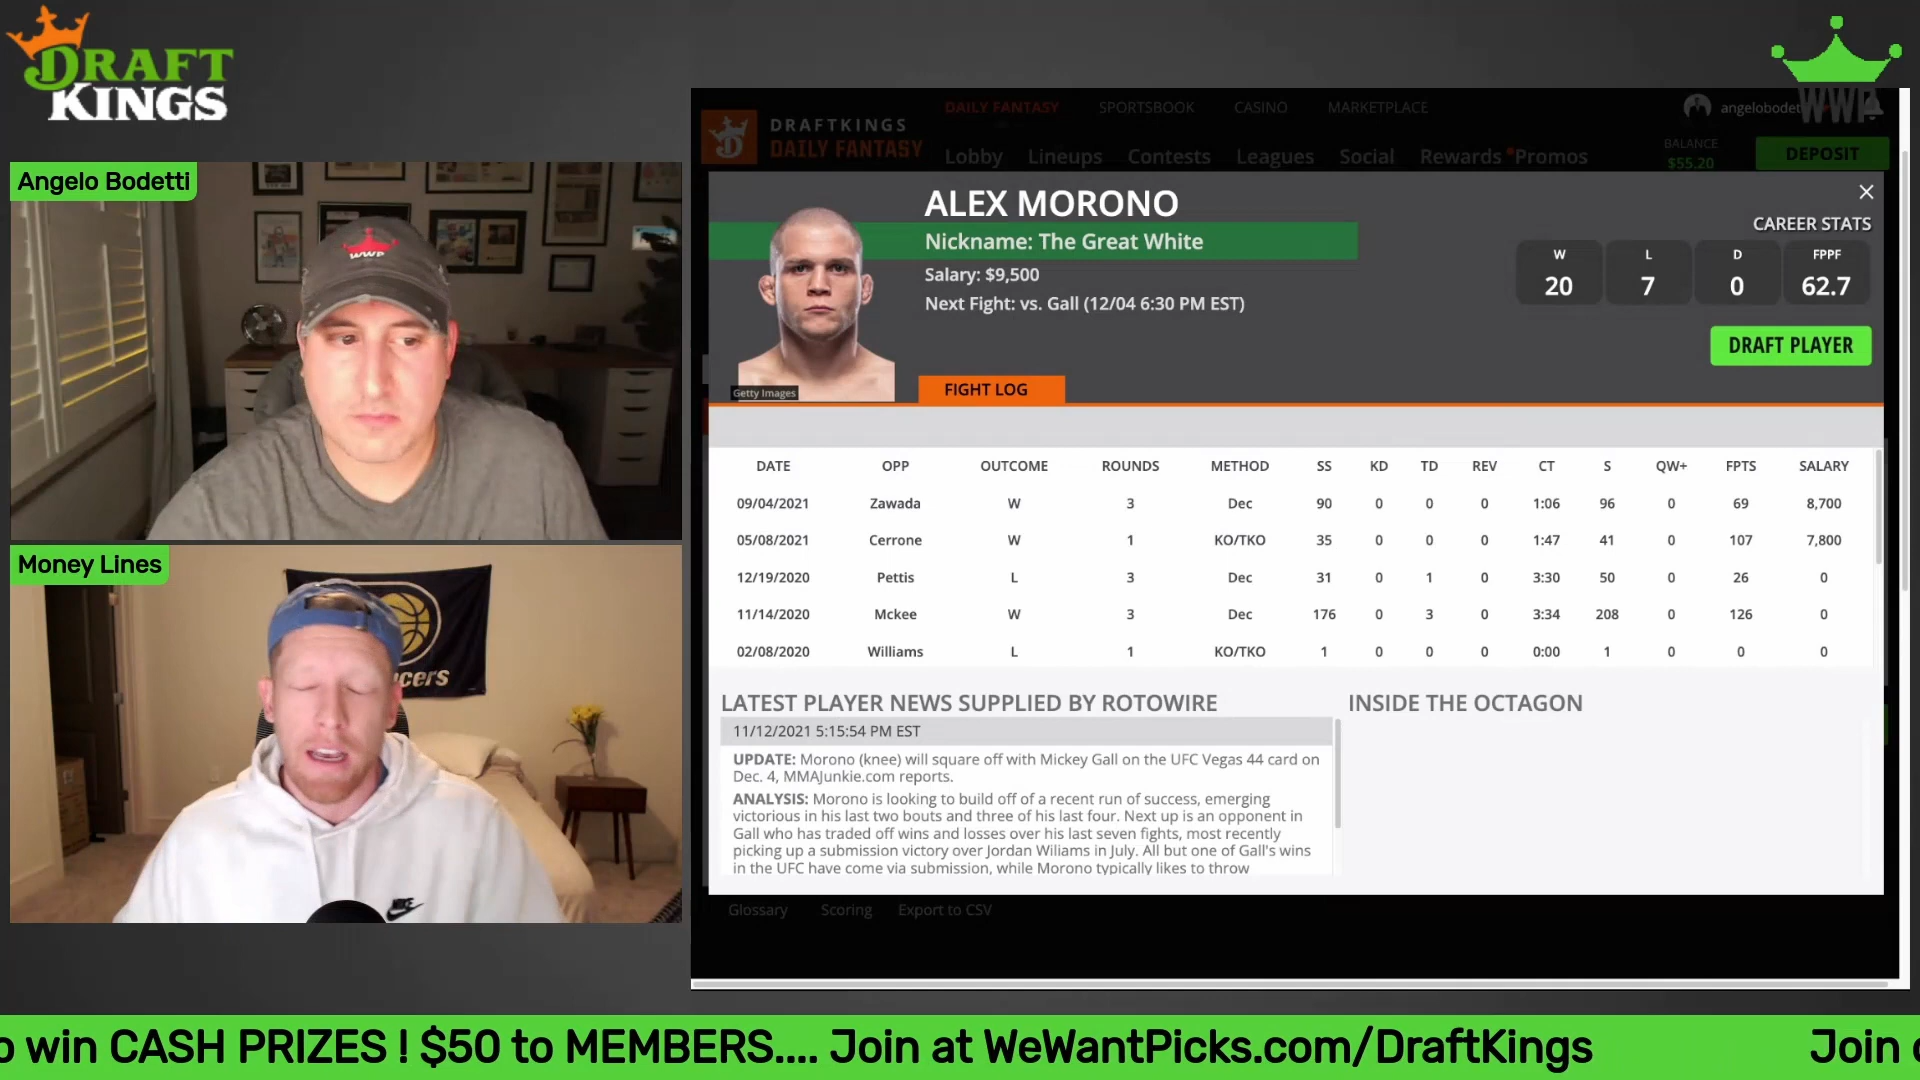 DRAFT
KINGS
WWP
DRAFTKINGS
DAILY FANTASY
DAILY FANTASY SPORTSBOOK CASINO MARKETPLACE
Lobby Lineups Contests Leagues Social Rewards Promos
BALANCE
$55.20
DEPOSIT
Angelo Bodetti
WWP
ALEX MORONO
Nickname: The Great White
Salary: $9,500
Next Fight: vs. Gall (12/04 6:30 PM EST)
Getty Images
CAREER STATS
W L D FPPF
20 7 0 62.7
DRAFT PLAYER
FIGHT LOG
DATE OPP OUTCOME ROUNDS METHOD SS KD TD REV CT S QW+ FPTS SALARY
09/04/2021 Zawada W 3 Dec 90 0 0 0 1:06 96 0 69 8,700
05/08/2021 Cerrone W 1 KO/TKO 35 0 0 0 1:47 41 0 107 7,800
12/19/2020 Pettis L 3 Dec 31 0 1 0 3:30 50 0 26 0
11/14/2020 Mckee W 3 Dec 176 0 3 0 3:34 208 0 126 0
02/08/2020 Williams L 1 KO/TKO 1 0 0 0 0:00 1 0 0 0
Money Lines
cers
LATEST PLAYER NEWS SUPPLIED BY ROTOWIRE
11/12/2021 5:15:54 PM EST
UPDATE: Morono (knee) will square off with Mickey Gall on the UFC Vegas 44 card on
Dec. 4, MMAJunkie.com reports.
ANALYSIS: Morono is looking to build off of a recent run of success, emerging
victorious in his last two bouts and three of his last four. Next up is an opponent in
Gall who has traded off wins and losses over his last seven fights, most recently
picking up a submission victory over Jordan Wiliams in July. All but one of Gall's wins
in the UFC have come via submission, while Morono typically likes to throw
INSIDE THE OCTAGON
Glossary Scoring Export to CSV
NIKE
o win CASH PRIZES ! $50 to MEMBERS.... Join at WeWantPicks.com/DraftKings Join